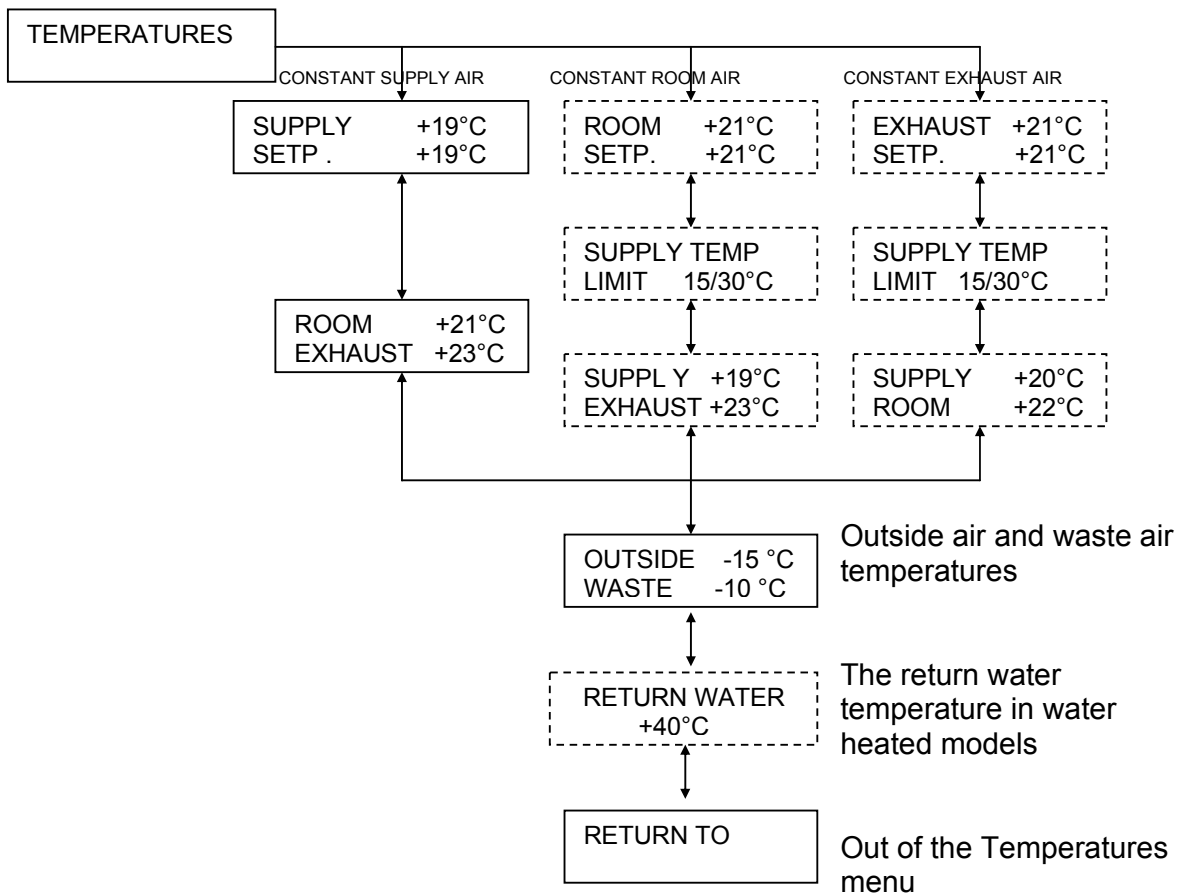 TEMPERATURES
CONSTANT SUPPLY AIR
SUPPLY +19°C
SETP . +19°C
ROOM +21°C
EXHAUST +23°C
CONSTANT ROOM AIR
ROOM +21°C
SETP. +21°C
SUPPLY TEMP
LIMIT 15/30°C
SUPPL Y +19°C
EXHAUST +23°C
CONSTANT EXHAUST AIR
EXHAUST +21°C
SETP. +21°C
SUPPLY TEMP
LIMIT 15/30°C
SUPPLY +20°C
ROOM +22°C
OUTSIDE -15 °C
WASTE -10 °C
Outside air and waste air
temperatures
RETURN WATER
+40°C
The return water
temperature in water
heated models
RETURN TO
Out of the Temperatures
menu